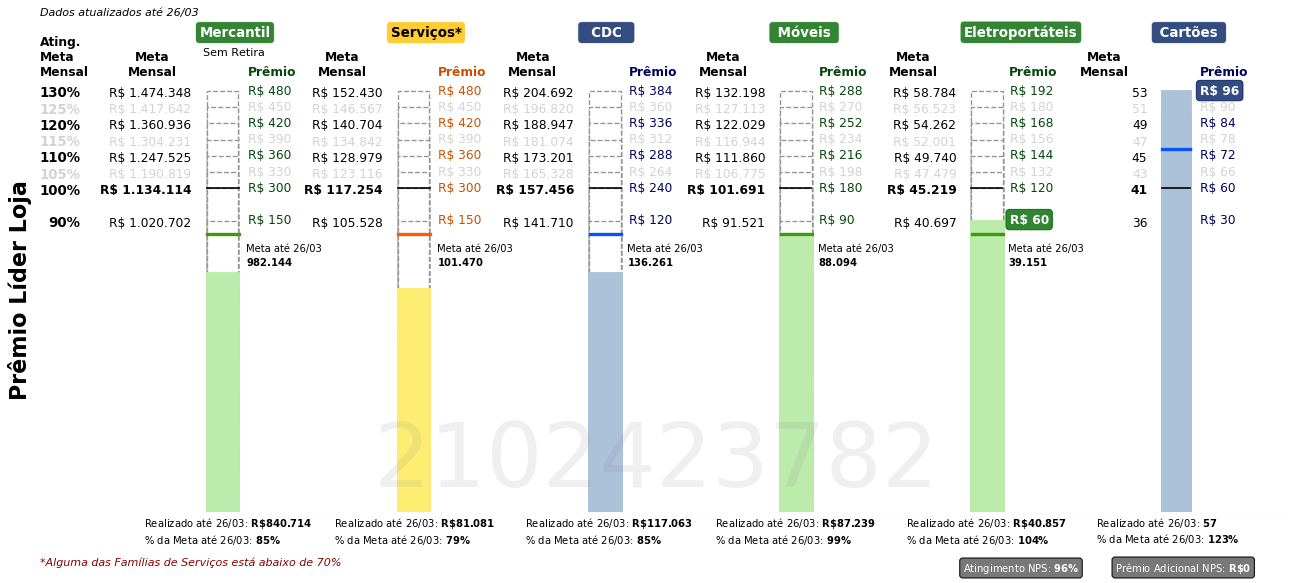 Dados atualizados até 26/03
Mercantil Serviços* CDC Móveis Eletroportáteis Cartões
Sem Retira
Ating. Meta Mensal
Meta Mensal Prêmio Meta Mensal Prêmio Meta Mensal Prêmio Meta Mensal Prêmio Meta Mensal Prêmio Meta Mensal Prêmio
130% R$ 1.474.348 R$ 480 R$ 152.430 R$ 480 R$ 204.692 R$ 384 R$ 132.198 R$ 288 R$ 58.784 R$ 192 53 R$ 96
125% R$ 1.417.642 R$ 450 R$ 146.567 R$ 450 R$ 196.820 R$ 360 R$ 127.113 R$ 270 R$ 56.523 R$ 180 51 R$ 90
120% R$ 1.360.936 R$ 420 R$ 140.704 R$ 420 R$ 188.947 R$ 336 R$ 122.029 R$ 252 R$ 54.262 R$ 168 49 R$ 84
115% R$ 1.304.231 R$ 390 R$ 134.842 R$ 390 R$ 181.074 R$ 312 R$ 116.944 R$ 234 R$ 52.001 R$ 156 47 R$ 78
110% R$ 1.247.525 R$ 360 R$ 128.979 R$ 360 R$ 173.201 R$ 288 R$ 111.860 R$ 216 R$ 49.740 R$ 144 45 R$ 72
105% R$ 1.190.819 R$ 330 R$ 123.116 R$ 330 R$ 165.328 R$ 264 R$ 106.775 R$ 198 R$ 47.479 R$ 132 43 R$ 66
100% R$ 1.134.114 R$ 300 R$ 117.254 R$ 300 R$ 157.456 R$ 240 R$ 101.691 R$ 180 R$ 45.219 R$ 120 41 R$ 60
90% R$ 1.020.702 R$ 150 R$ 105.528 R$ 150 R$ 141.710 R$ 120 R$ 91.521 R$ 90 R$ 40.697 R$ 60 36 R$ 30
Meta até 26/03 Meta até 26/03 Meta até 26/03 Meta até 26/03 Meta até 26/03
982.144 101.470 136.261 88.094 39.151
Prêmio Líder Loja
2102423782
Realizado até 26/03: R$840.714 Realizado até 26/03: R$81.081 Realizado até 26/03: R$117.063 Realizado até 26/03: R$87.239 Realizado até 26/03: R$40.857 Realizado até 26/03: 57
% da Meta até 26/03: 85% % da Meta até 26/03: 79% % da Meta até 26/03: 85% % da Meta até 26/03: 99% % da Meta até 26/03: 104% % da Meta até 26/03: 123%
*Alguma das Famílias de Serviços está abaixo de 70%
Atingimento NPS: 96% Prêmio Adicional NPS: R$0